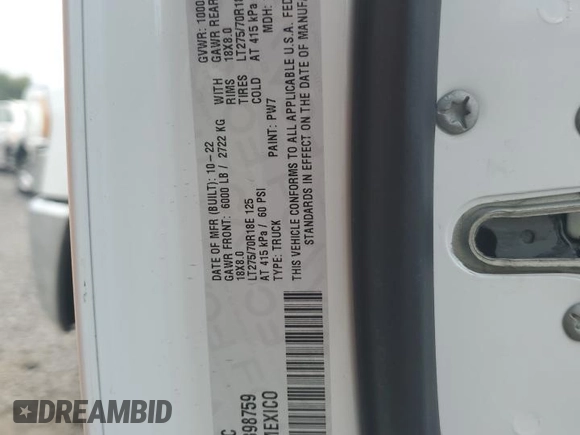 DATE OF MFR (BUILT): 10-22
GVWR: 1000
GAWR FRONT: 6000 LB / 2722 KG WITH
GAWR REAR
18X8.0 RIMS
18X8.0
LT275/70R18E 125 TIRES
LT275/70R18
AT 415 kPa / 60 PSI COLD
AT 415 kPa
TYPE: TRUCK PAINT: PW7
MDH:
THIS VEHICLE CONFORMS TO ALL APPLICABLE U.S.A. FED
STANDARDS IN EFFECT ON THE DATE OF MANUFA
98759
MEXICO
DREAMBID